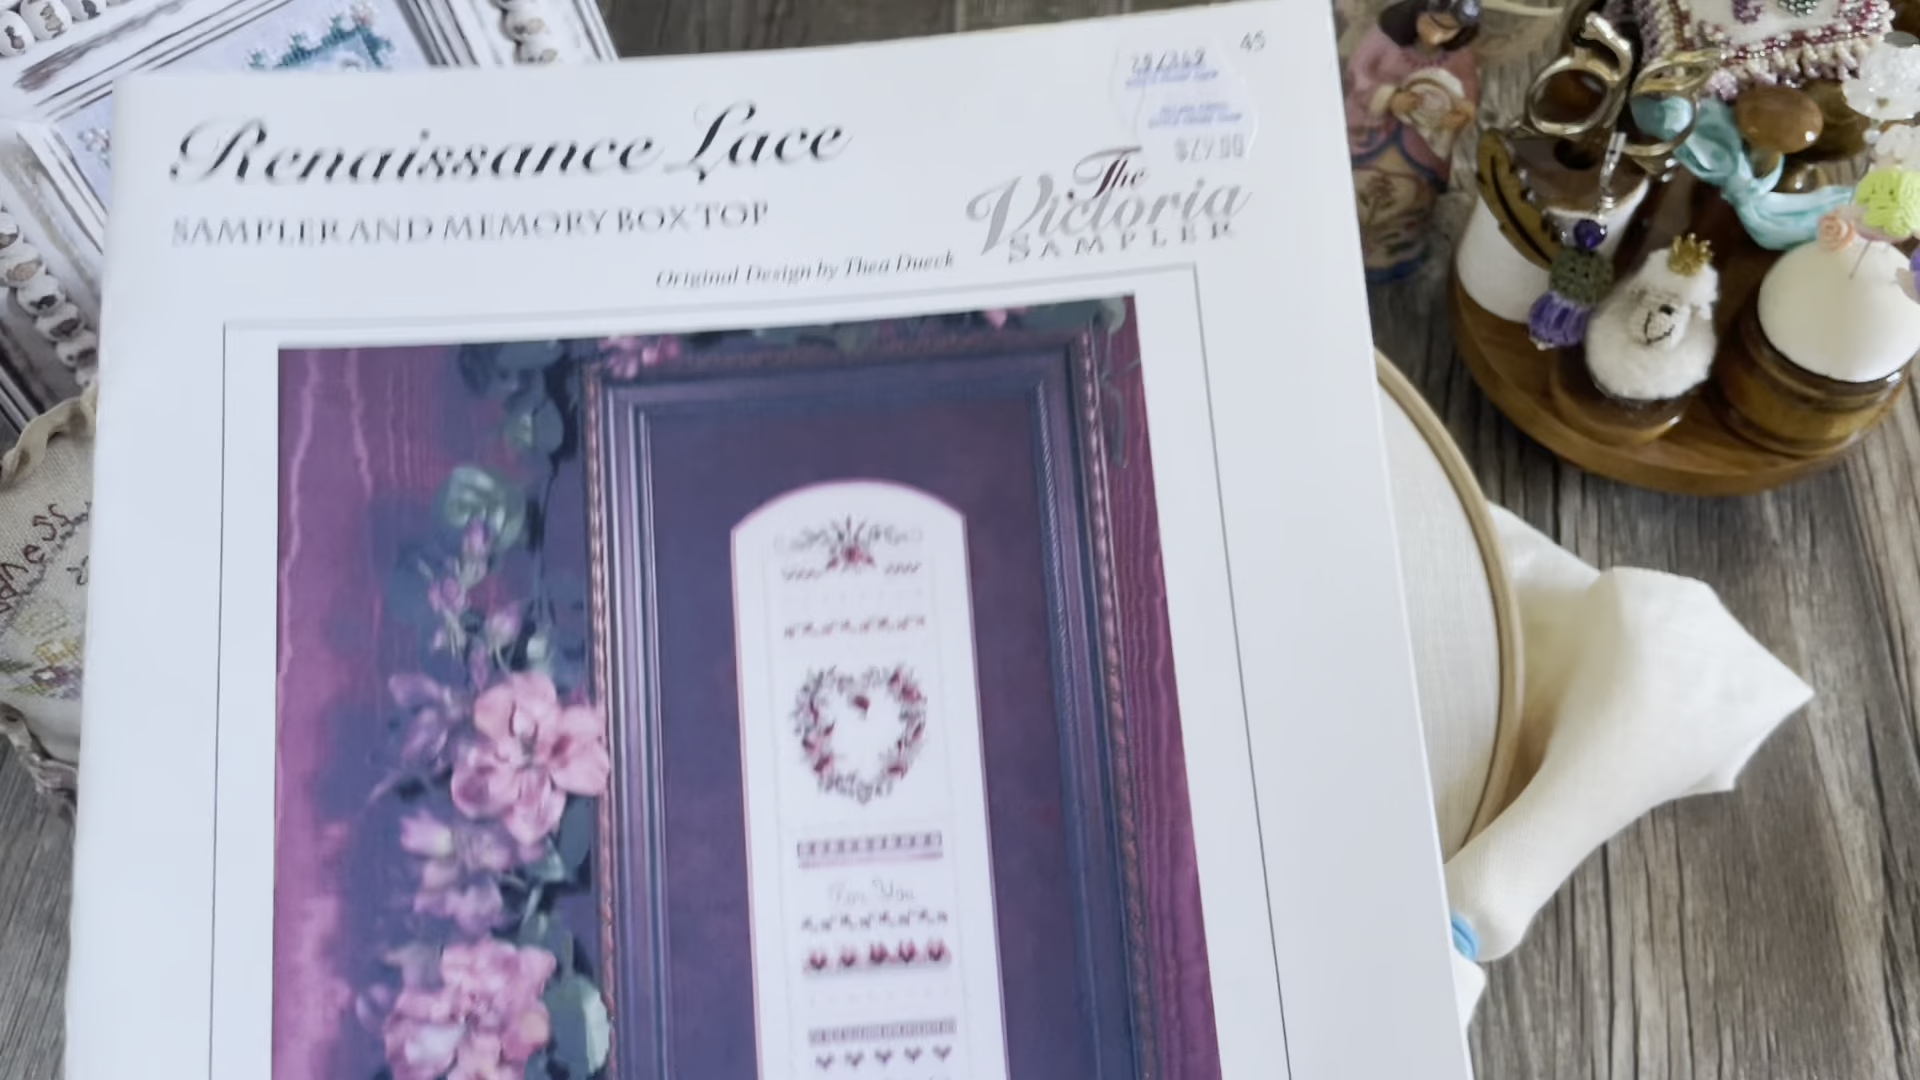 45
Renaissance Lace
SAMPLER AND MEMORY BOX TOP
The
Victoria
SAMPLER
Original Design by Thea Dueck
For You